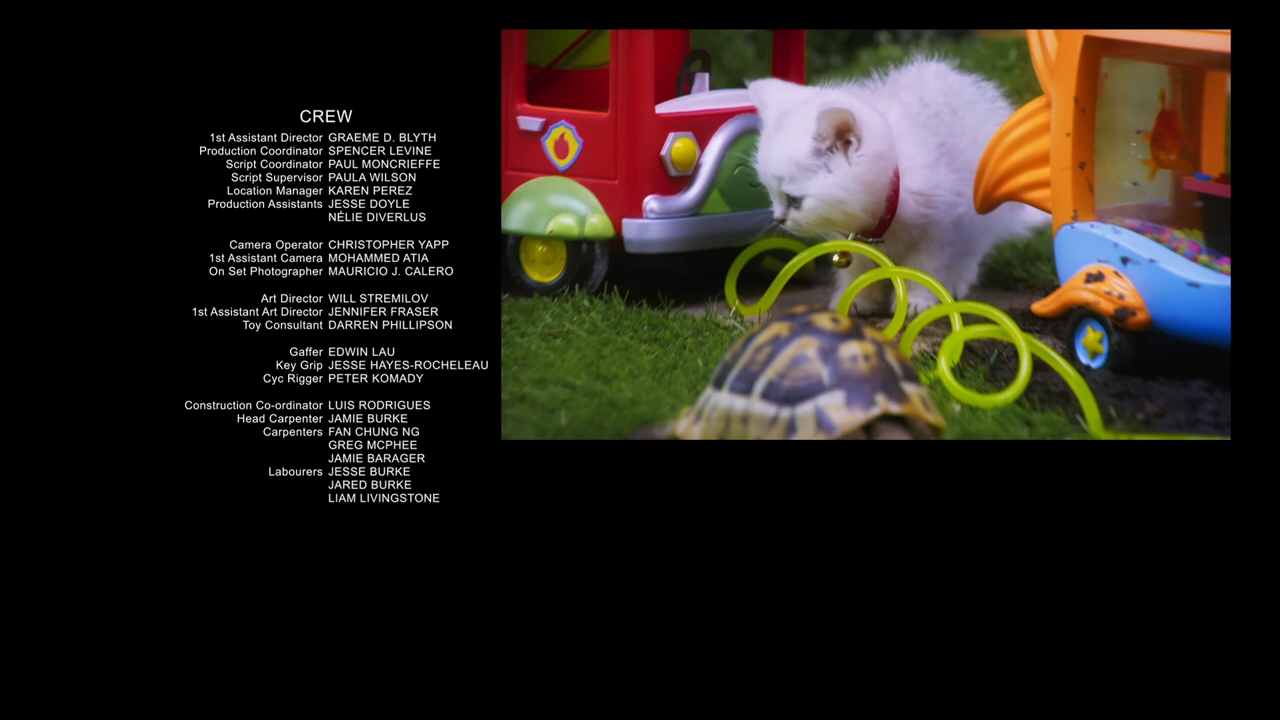 CREW
1st Assistant Director GRAEME D. BLYTH
Production Coordinator SPENCER LEVINE
Script Coordinator PAUL MONCRIEFFE
Script Supervisor PAULA WILSON
Location Manager KAREN PEREZ
Production Assistants JESSE DOYLE
NÉLIE DIVERLUS
Camera Operator CHRISTOPHER YAPP
1st Assistant Camera MOHAMMED ATIA
On Set Photographer MAURICIO J. CALERO
Art Director WILL STREMILOV
1st Assistant Art Director JENNIFER FRASER
Toy Consultant DARREN PHILLIPSON
Gaffer EDWIN LAU
Key Grip JESSE HAYES-ROCHELEAU
Cyc Rigger PETER KOMADY
Construction Co-ordinator LUIS RODRIGUES
Head Carpenter JAMIE BURKE
Carpenters FAN CHUNG NG
GREG MCPHEE
JAMIE BARAGER
Labourers JESSE BURKE
JARED BURKE
LIAM LIVINGSTONE